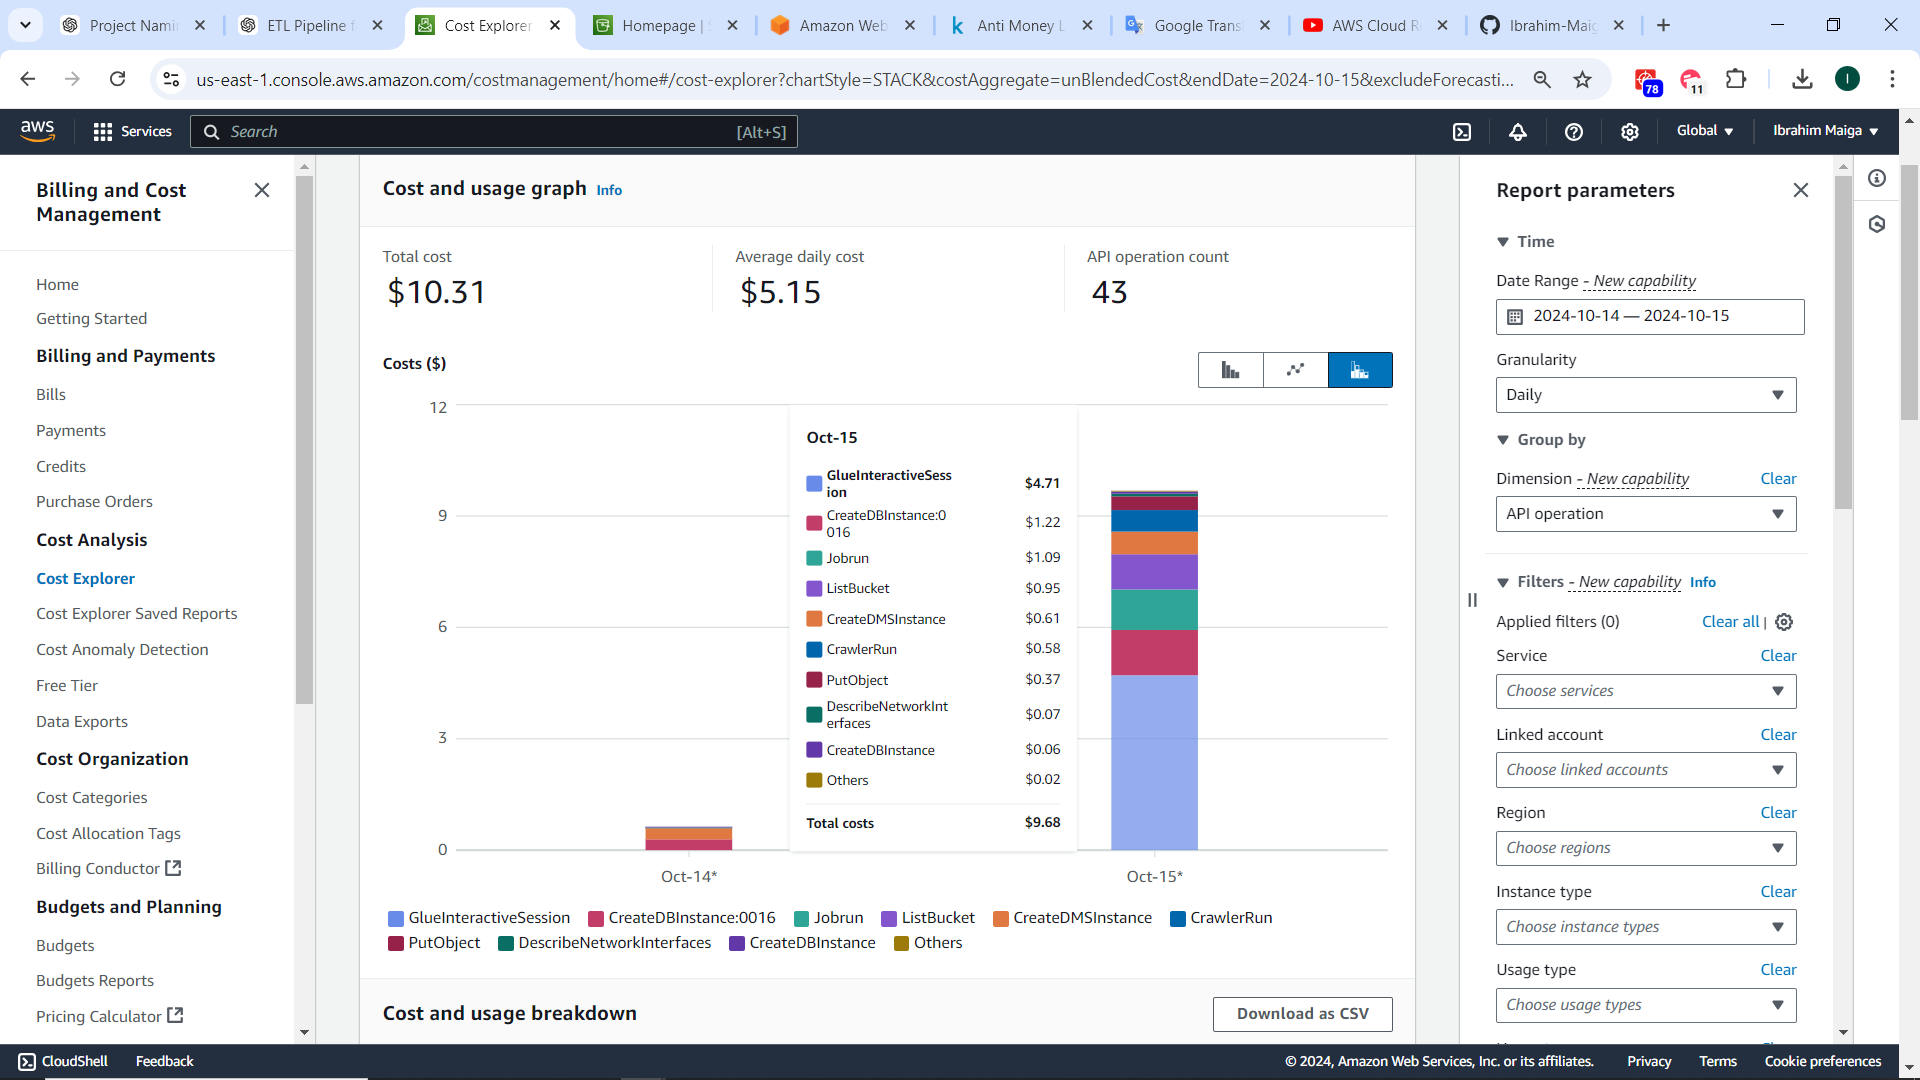 Project Namin
ETL Pipeline f
Cost Explorer
Homepage | S
Amazon Web
Anti Money L
Google Transl
AWS Cloud R
Ibrahim-Maig
us-east-1.console.aws.amazon.com/costmanagement/home#/cost-explorer?chartStyle=STACK&costAggregate=unBlendedCost&endDate=2024-10-15&excludeForecasti...
78
11
I
aws
Services
Search
[Alt+S]
Global
Ibrahim Maiga
Billing and Cost
Management
Home
Getting Started
Billing and Payments
Bills
Payments
Credits
Purchase Orders
Cost Analysis
Cost Explorer
Cost Explorer Saved Reports
Cost Anomaly Detection
Free Tier
Data Exports
Cost Organization
Cost Categories
Cost Allocation Tags
Billing Conductor
Budgets and Planning
Budgets
Budgets Reports
Pricing Calculator
Cost and usage graph Info
Total cost
$10.31
Average daily cost
$5.15
API operation count
43
Costs ($)
12
9
6
3
0
Oct-15
GlueInteractiveSess
ion
$4.71
CreateDBInstance:0
016
$1.22
Jobrun $1.09
ListBucket $0.95
CreateDMSInstance $0.61
CrawlerRun $0.58
PutObject $0.37
DescribeNetworkInt
erfaces
$0.07
CreateDBInstance $0.06
Others $0.02
Total costs $9.68
Oct-14*
Oct-15*
GlueInteractiveSession CreateDBInstance:0016 Jobrun ListBucket CreateDMSInstance CrawlerRun
PutObject DescribeNetworkInterfaces CreateDBInstance Others
Cost and usage breakdown
Download as CSV
Report parameters
Time
Date Range - New capability
2024-10-14 — 2024-10-15
Granularity
Daily
Group by
Dimension - New capability Clear
API operation
Filters - New capability Info
Applied filters (0) Clear all |
Service Clear
Choose services
Linked account Clear
Choose linked accounts
Region Clear
Choose regions
Instance type Clear
Choose instance types
Usage type Clear
Choose usage types
CloudShell
Feedback
© 2024, Amazon Web Services, Inc. or its affiliates.
Privacy
Terms
Cookie preferences